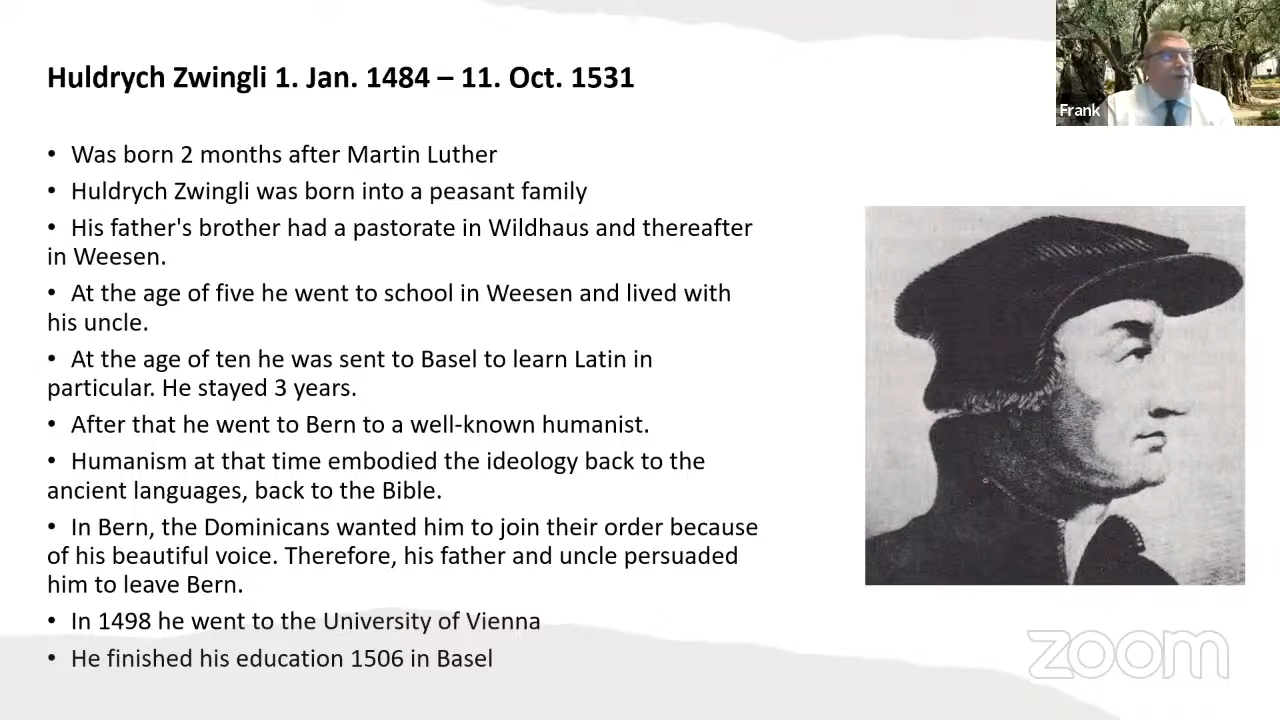 Huldrych Zwingli 1. Jan. 1484 – 11. Oct. 1531
Frank
• Was born 2 months after Martin Luther
• Huldrych Zwingli was born into a peasant family
• His father's brother had a pastorate in Wildhaus and thereafter
in Weesen.
• At the age of five he went to school in Weesen and lived with
his uncle.
• At the age of ten he was sent to Basel to learn Latin in
particular. He stayed 3 years.
• After that he went to Bern to a well-known humanist.
• Humanism at that time embodied the ideology back to the
ancient languages, back to the Bible.
• In Bern, the Dominicans wanted him to join their order because
of his beautiful voice. Therefore, his father and uncle persuaded
him to leave Bern.
• In 1498 he went to the University of Vienna
• He finished his education 1506 in Basel
zoom